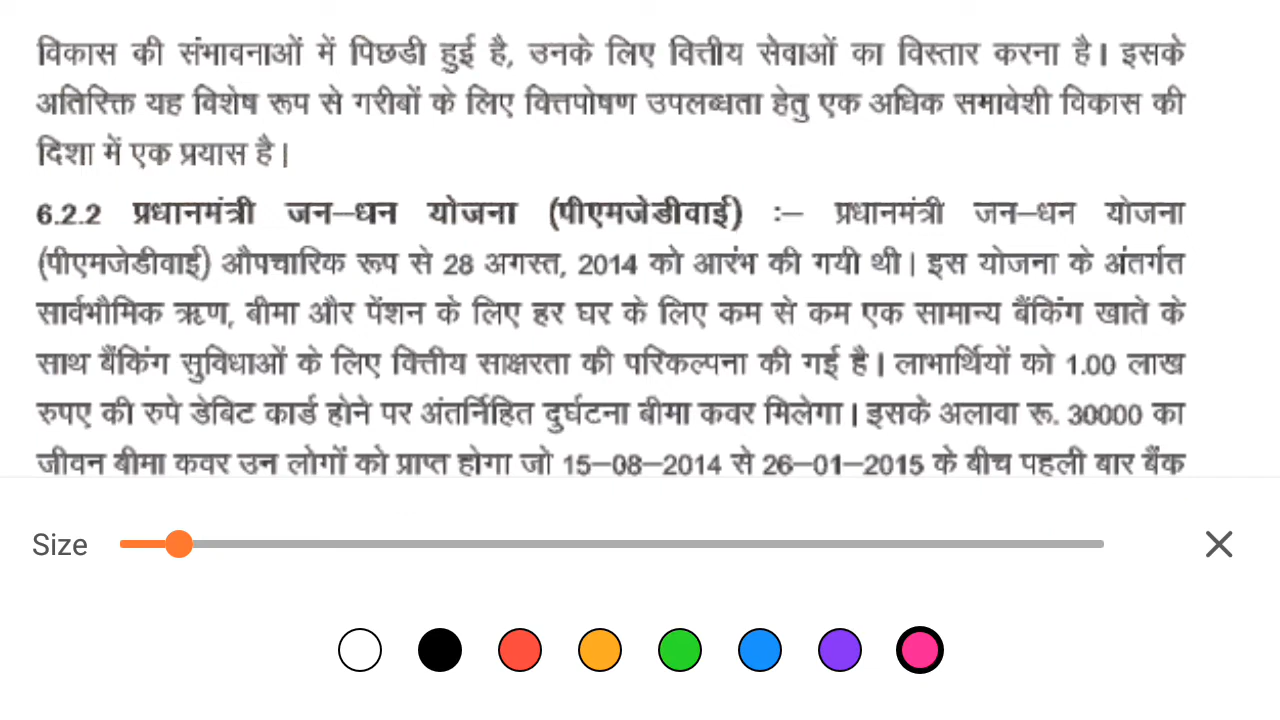 विकास की संभावनाओं में पिछडी हुई है, उनके लिए वित्तीय सेवाओं का विस्तार करना है। इसके
अतिरिक्त यह विशेष रूप से गरीबों के लिए वित्तपोषण उपलब्धता हेतु एक अधिक समावेशी विकास की
दिशा में एक प्रयास है।
6.2.2 प्रधानमंत्री जन–धन योजना (पीएमजेडीवाई) :– प्रधानमंत्री जन–धन योजना
(पीएमजेडीवाई) औपचारिक रूप से 28 अगस्त, 2014 को आरंभ की गयी थी। इस योजना के अंतर्गत
सार्वभौमिक ऋण, बीमा और पेंशन के लिए हर घर के लिए कम से कम एक सामान्य बैंकिंग खाते के
साथ बैंकिंग सुविधाओं के लिए वित्तीय साक्षरता की परिकल्पना की गई है। लाभार्थियों को 1.00 लाख
रुपए की रुपे डेबिट कार्ड होने पर अंतर्निहित दुर्घटना बीमा कवर मिलेगा। इसके अलावा रू. 30000 का
जीवन बीमा कवर उन लोगों को प्राप्त होगा जो 15–08–2014 से 26–01–2015 के बीच पहली बार बैंक
Size